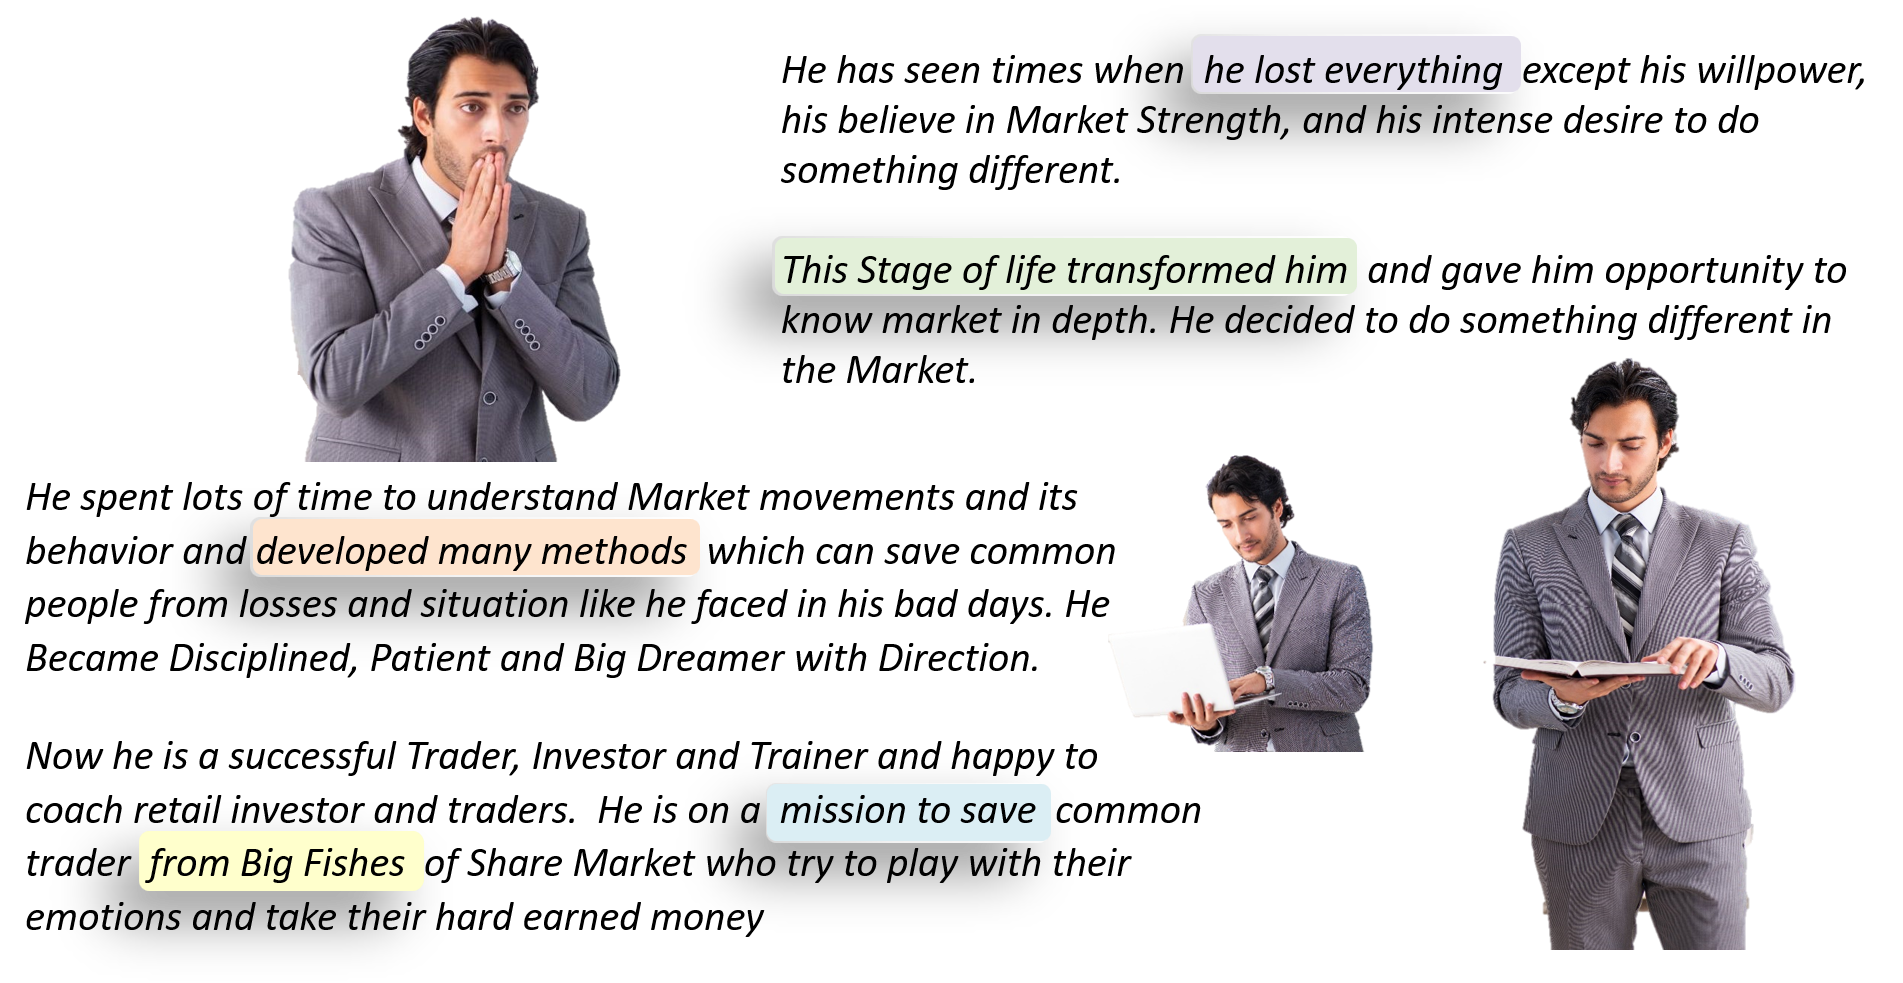 He has seen times when he lost everything except his willpower,
his believe in Market Strength, and his intense desire to do
something different.
This Stage of life transformed him and gave him opportunity to
know market in depth. He decided to do something different in
the Market.
He spent lots of time to understand Market movements and its
behavior and developed many methods which can save common
people from losses and situation like he faced in his bad days. He
Became Disciplined, Patient and Big Dreamer with Direction.
Now he is a successful Trader, Investor and Trainer and happy to
coach retail investor and traders. He is on a mission to save common
trader from Big Fishes of Share Market who try to play with their
emotions and take their hard earned money